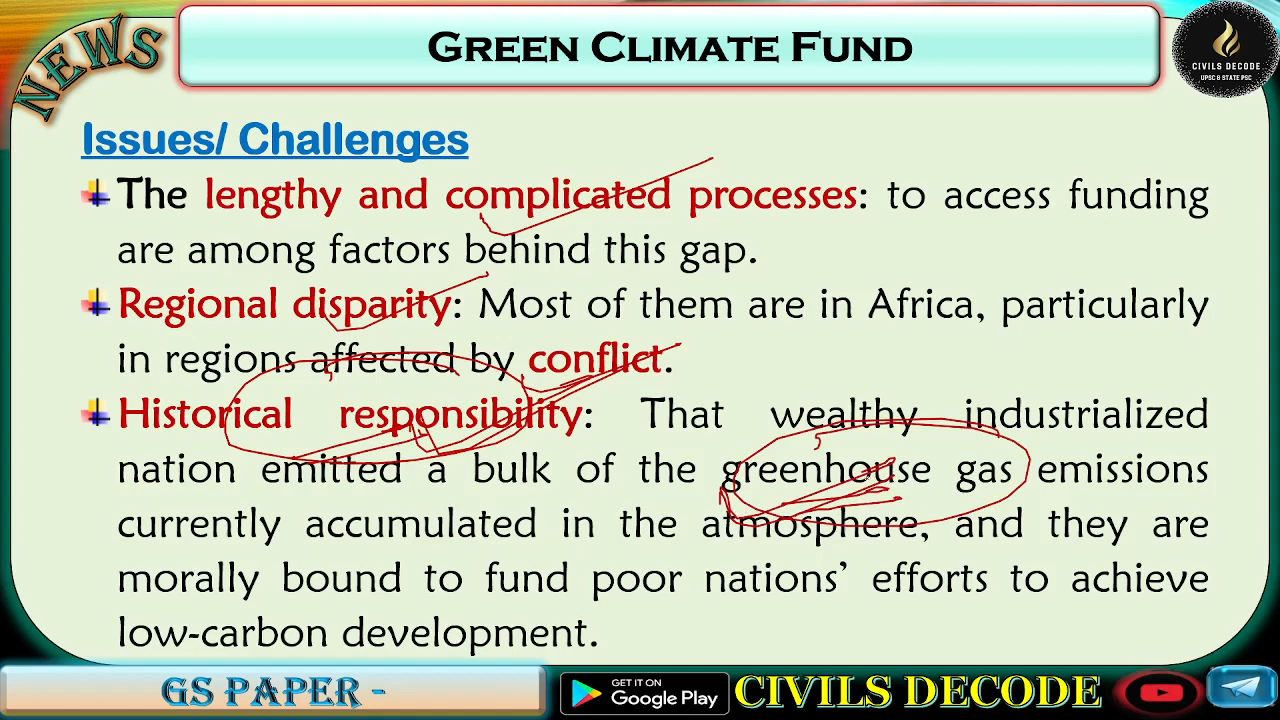 NEWS
GREEN CLIMATE FUND
CIVILS DECODE
UPSC & STATE PSC
Issues/ Challenges
The lengthy and complicated processes: to access funding
are among factors behind this gap.
Regional disparity: Most of them are in Africa, particularly
in regions affected by conflict.
Historical responsibility: That wealthy industrialized
nation emitted a bulk of the greenhouse gas emissions
currently accumulated in the atmosphere, and they are
morally bound to fund poor nations’ efforts to achieve
low-carbon development.
GS PAPER -
GET IT ON
Google Play
CIVILS DECODE